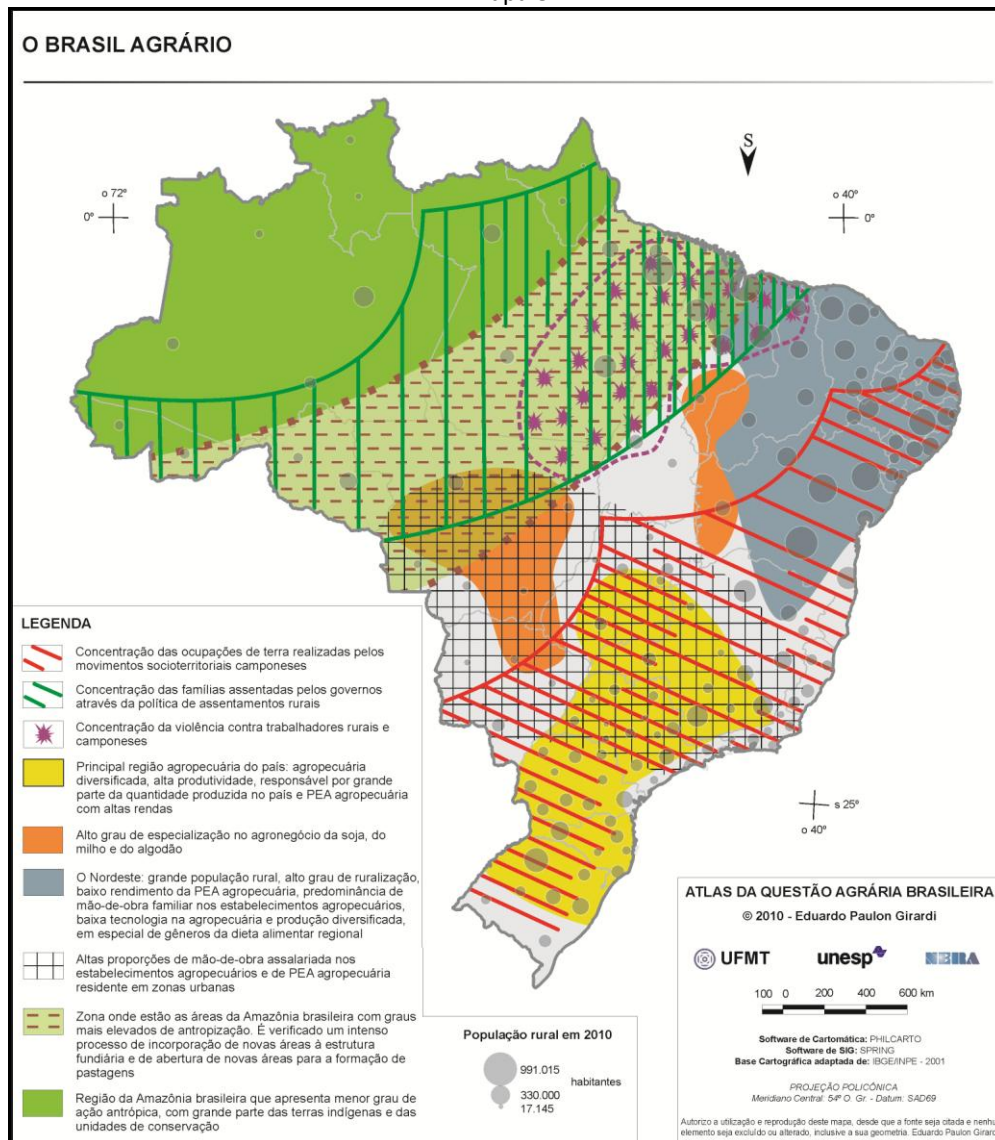 O BRASIL AGRÁRIO
S
o 72º
0º
o 40º
0º
s 25º
o 40º
LEGENDA
Concentração das ocupações de terra realizadas pelos
movimentos socioterritoriais camponeses
Concentração das famílias assentadas pelos governos
através da política de assentamentos rurais
Concentração da violência contra trabalhadores rurais e
camponeses
Principal região agropecuária do país: agropecuária
diversificada, alta produtividade, responsável por grande
parte da quantidade produzida no país e PEA agropecuária
com altas rendas
Alto grau de especialização no agronegócio da soja, do
milho e do algodão
O Nordeste: grande população rural, alto grau de ruralização,
baixo rendimento da PEA agropecuária, predominância de
mão-de-obra familiar nos estabelecimentos agropecuários,
baixa tecnologia na agropecuária e produção diversificada,
em especial de gêneros da dieta alimentar regional
Altas proporções de mão-de-obra assalariada nos
estabelecimentos agropecuários e de PEA agropecuária
residente em zonas urbanas
Zona onde estão as áreas da Amazônia brasileira com graus
mais elevados de antropização. É verificado um intenso
processo de incorporação de novas áreas à estrutura
fundiária e de abertura de novas áreas para a formação de
pastagens
Região da Amazônia brasileira que apresenta menor grau de
ação antrópica, com grande parte das terras indígenas e das
unidades de conservação
População rural em 2010
991.015
330.000
17.145
habitantes
ATLAS DA QUESTÃO AGRÁRIA BRASILEIRA
© 2010 - Eduardo Paulon Girardi
UFMT unesp NERA
100 0 200 400 600 km
Software de Cartomática: PHILCARTO
Software de SIG: SPRING
Base Cartográfica adaptada de: IBGE/INPE - 2001
PROJEÇÃO POLICÔNICA
Meridiano Central: 54º O. Gr. - Datum: SAD69
Autorizo a utilização e reprodução deste mapa, desde que a fonte seja citada e
elemento seja excluído ou alterado, inclusive a sua geometria. Eduardo Paulon